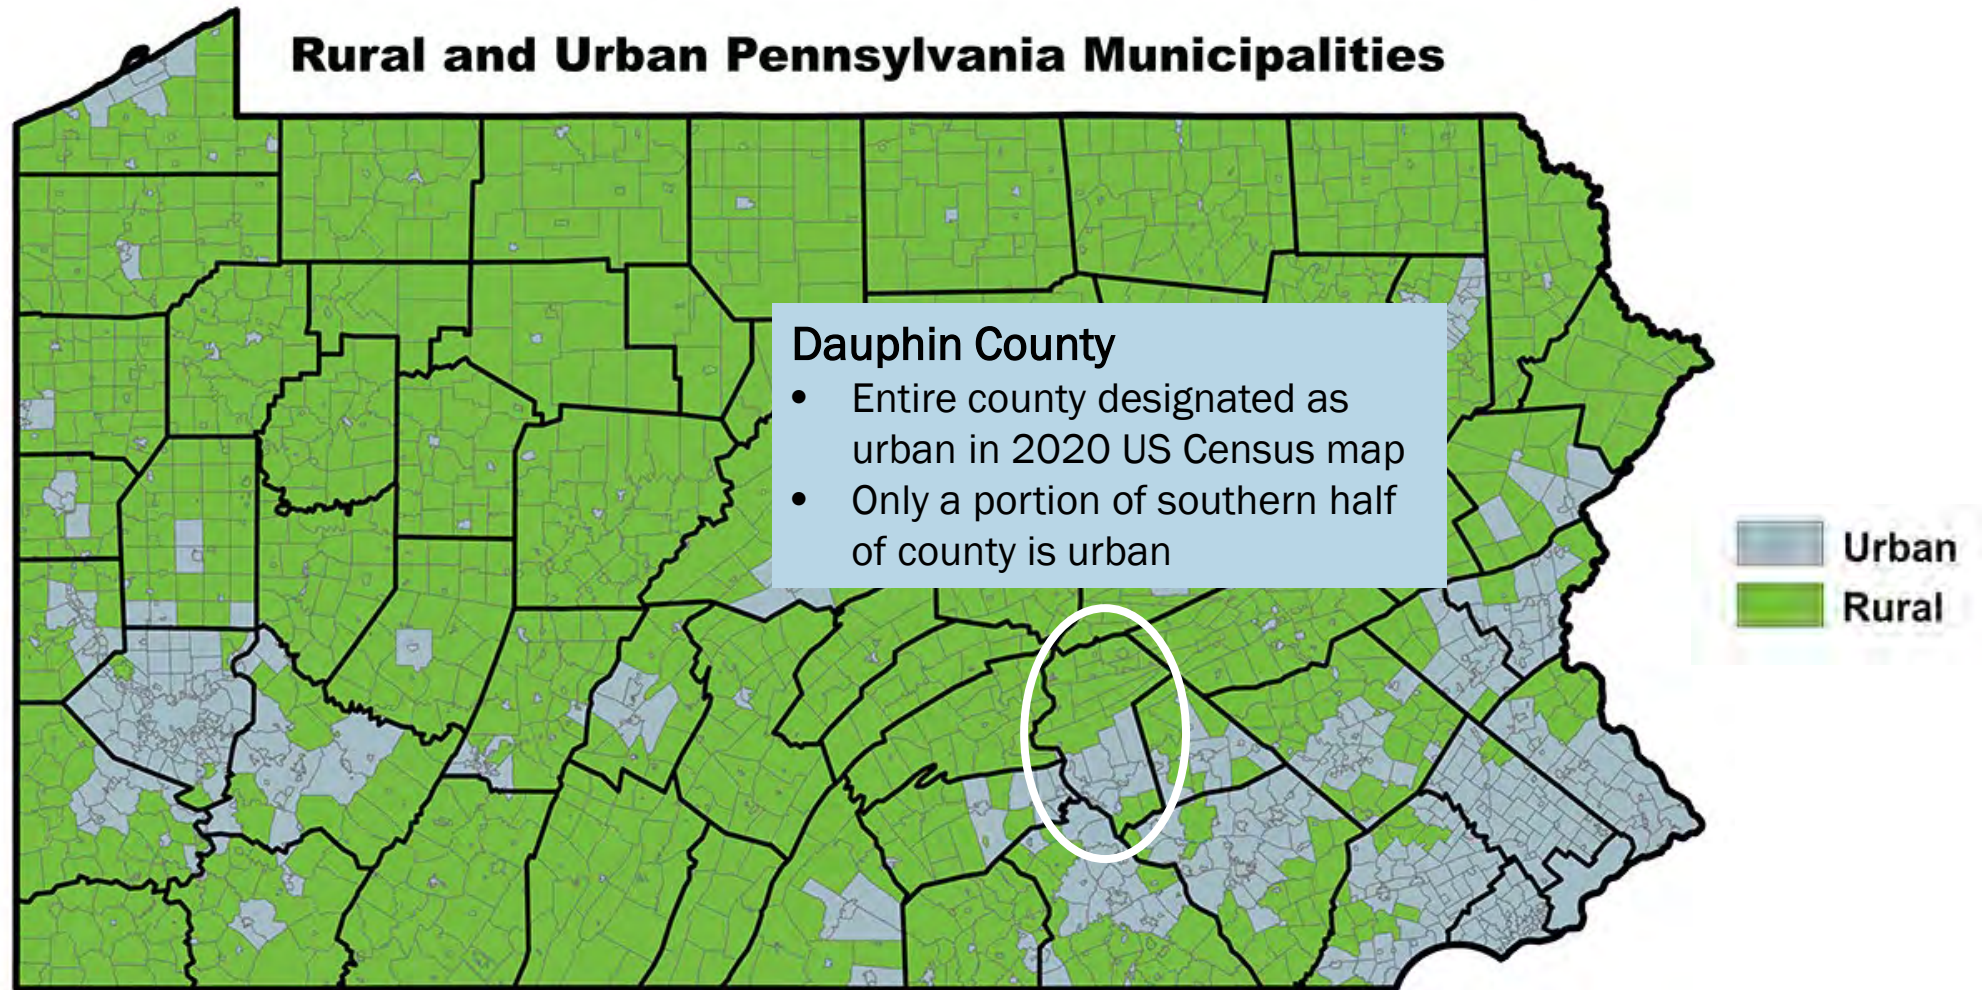 Rural and Urban Pennsylvania Municipalities
Dauphin County
• Entire county designated as
urban in 2020 US Census map
• Only a portion of southern half
of county is urban
Urban
Rural